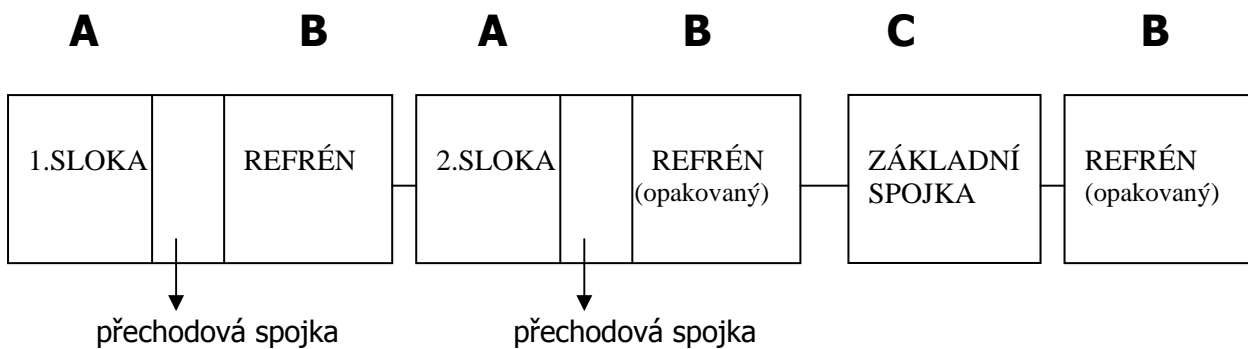 A B A B C B
1.SLOKA REFRÉN 2.SLOKA REFRÉN ZÁKLADNÍ REFRÉN
(opakovaný) SPOJKA (opakovaný)
přechodová spojka přechodová spojka